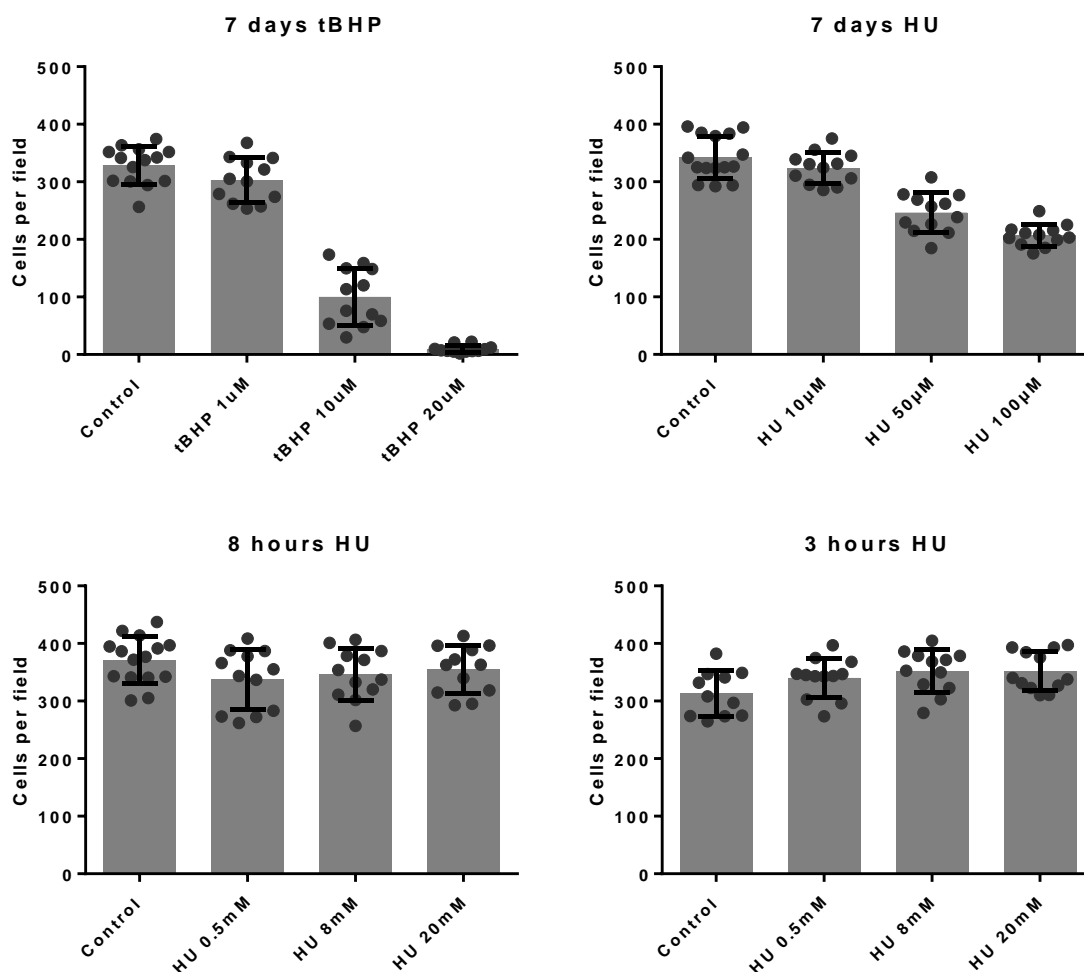 7 days tBHP
Cells per field
500
400
300
200
100
0
Control
tBHP 1uM
tBHP 10uM
tBHP 20uM
7 days HU
Cells per field
500
400
300
200
100
0
Control
HU 10µM
HU 50µM
HU 100µM
8 hours HU
Cells per field
500
400
300
200
100
0
Control
HU 0.5mM
HU 8mM
HU 20mM
3 hours HU
Cells per field
500
400
300
200
100
0
Control
HU 0.5mM
HU 8mM
HU 20mM